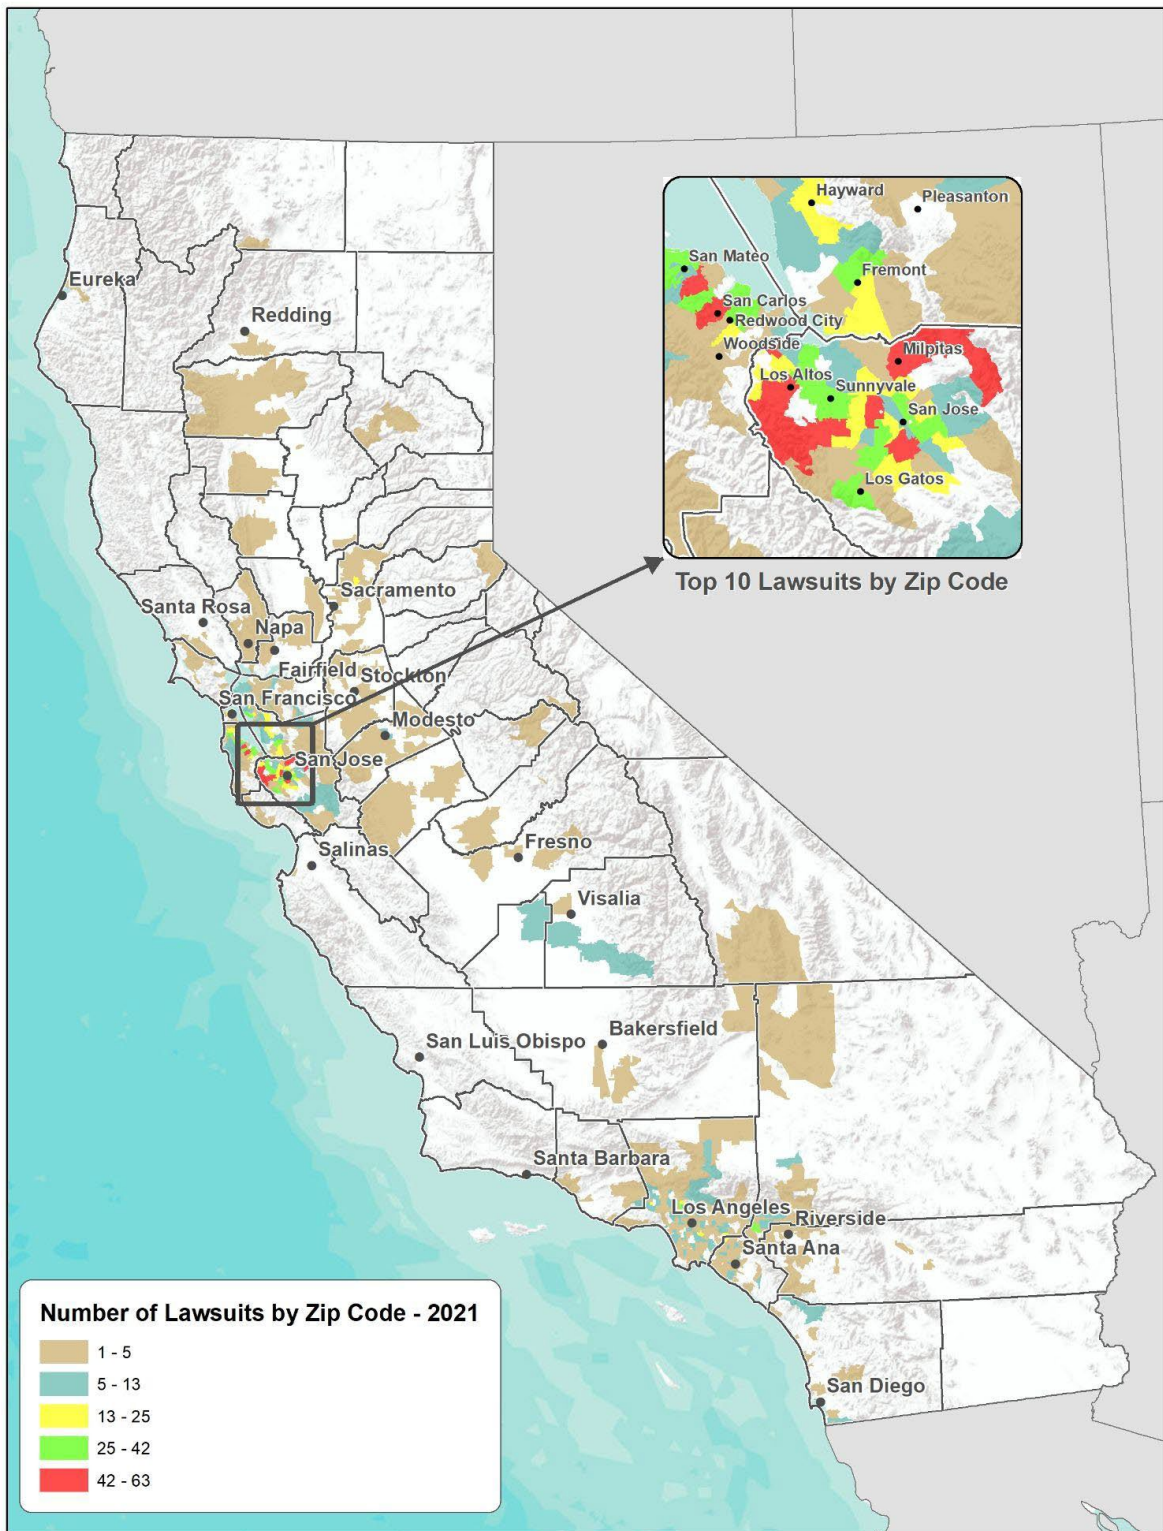 Hayward
Pleasanton
San Mateo
Fremont
San Carlos
Redwood City
Woodside
Milpitas
Los Altos
Sunnyvale
San Jose
Los Gatos
Top 10 Lawsuits by Zip Code
Eureka
Redding
Sacramento
Santa Rosa
Napa
Fairfield
Stockton
San Francisco
Modesto
San Jose
Salinas
Fresno
Visalia
Bakersfield
San Luis Obispo
Santa Barbara
Los Angeles
Riverside
Santa Ana
San Diego
Number of Lawsuits by Zip Code - 2021
1 - 5
5 - 13
13 - 25
25 - 42
42 - 63